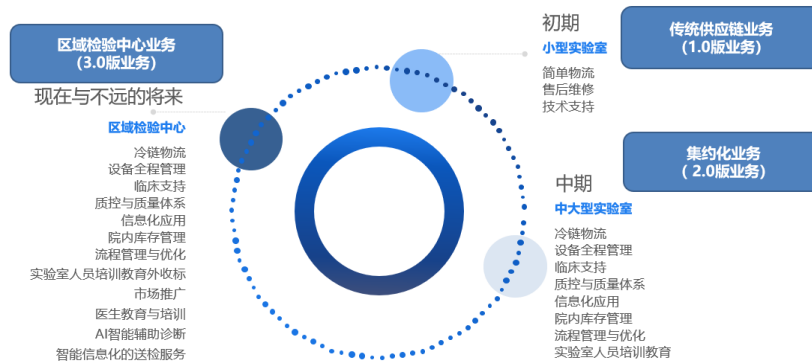 区域检验中心业务
（3.0版业务）
现在与不远的将来
区域检验中心
冷链物流
设备全程管理
临床支持
质控与质量体系
信息化应用
院内库存管理
流程管理与优化
实验室人员培训教育外收标
市场推广
医生教育与培训
AI智能辅助诊断
智能信息化的送检服务
初期
小型实验室
简单物流
售后维修
技术支持
传统供应链业务
（1.0版业务）
集约化业务
（ 2.0版业务）
中期
中大型实验室
冷链物流
设备全程管理
临床支持
质控与质量体系
信息化应用
院内库存管理
流程管理与优化
实验室人员培训教育